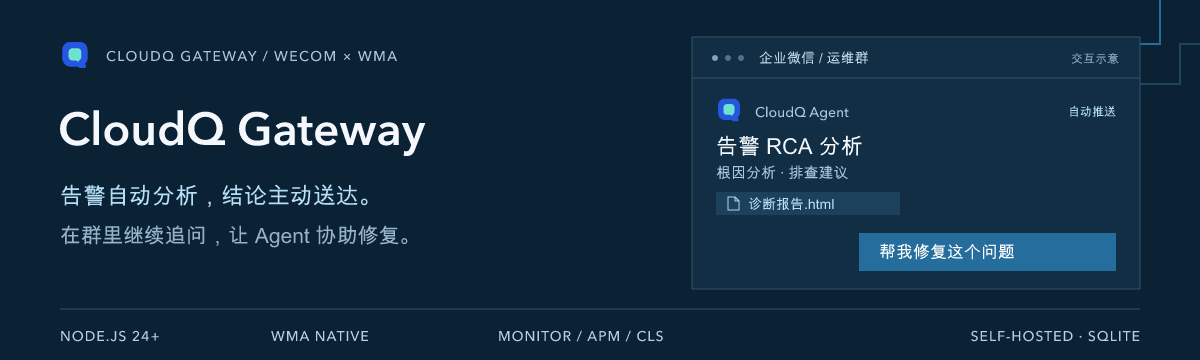 CLOUDQ GATEWAY / WECOM × WMA
CloudQ Gateway
告警自动分析，结论主动送达。
在群里继续追问，让 Agent 协助修复。
企业微信 / 运维群
交互示意
CloudQ Agent
自动推送
告警 RCA 分析
根因分析 · 排查建议
诊断报告.html
帮我修复这个问题
NODE.JS 24+
WMA NATIVE
MONITOR / APM / CLS
SELF-HOSTED · SQLITE